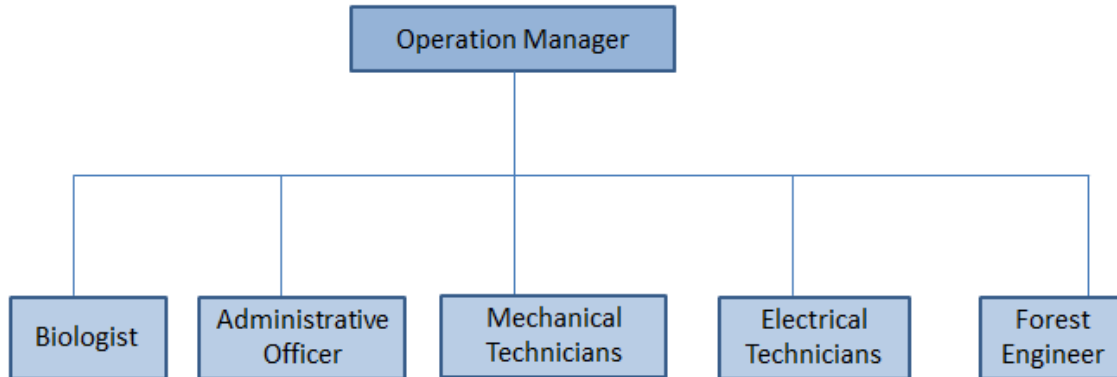 Operation Manager
Biologist
Administrative
Officer
Mechanical
Technicians
Electrical
Technicians
Forest
Engineer